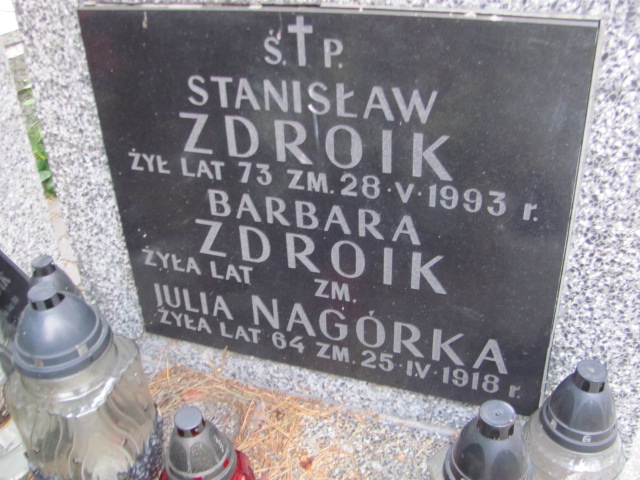 Ś. P.
STANISŁAW
ZDROIK
ŻYŁ LAT 73 ZM. 28·V·1993 r.
BARBARA
ZDROIK
ŻYŁA LAT ZM.
JULIA NAGÓRKA
ŻYŁA LAT 64 ZM. 25·IV·1918 r.